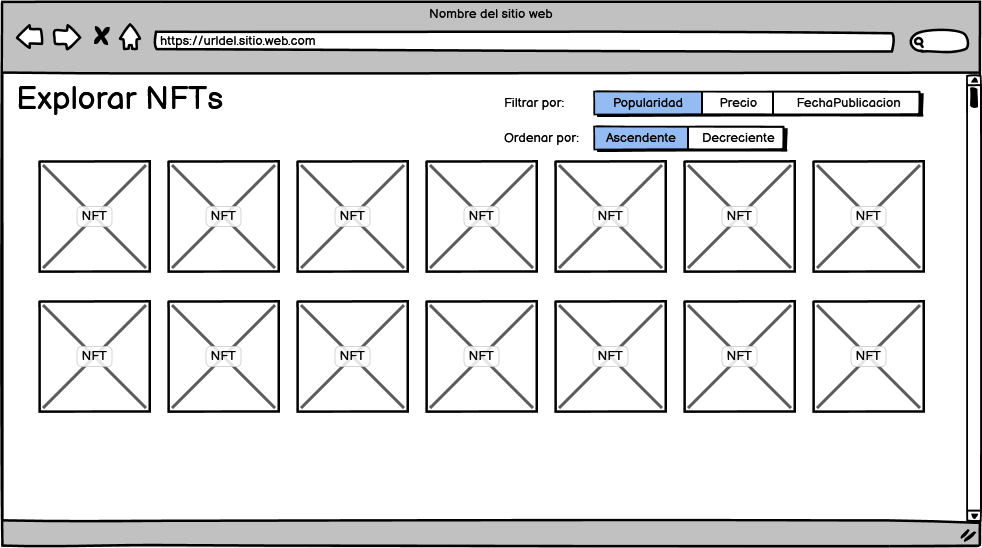 Nombre del sitio web
https://urldel.sitio.web.com
Explorar NFTs
Filtrar por: Popularidad Precio FechaPublicacion
Ordenar por: Ascendente Decreciente
NFT NFT NFT NFT NFT NFT NFT
NFT NFT NFT NFT NFT NFT NFT